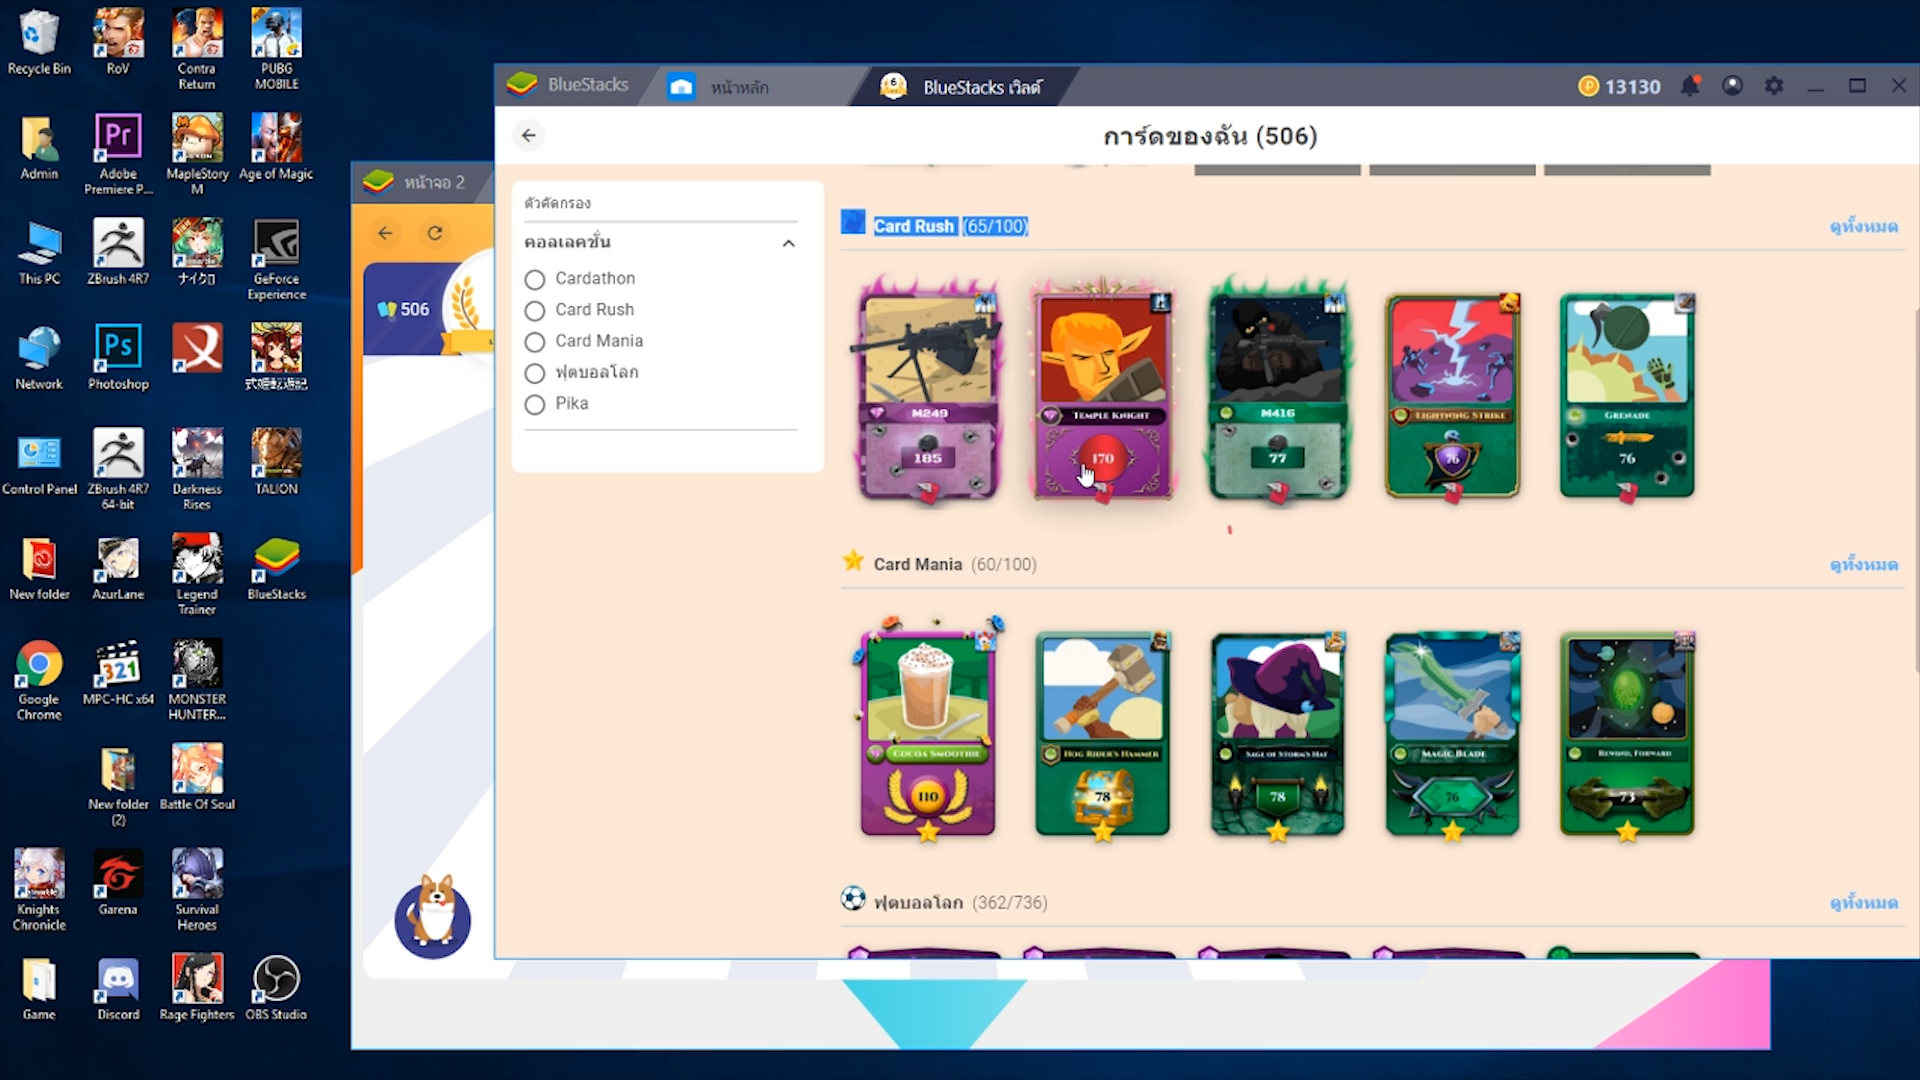 Recycle Bin
RoV
Contra Return
PUBG MOBILE
Admin
Adobe Premiere P...
MapleStory M
Age of Magic
This PC
ZBrush 4R7
ナイクロ
GeForce Experience
Network
Photoshop
Control Panel
ZBrush 4R7 64-bit
Darkness Rises
TALION
New folder
AzurLane
Legend Trainer
BlueStacks
Google Chrome
MPC-HC x64
MONSTER HUNTER...
New folder (2)
Battle Of Soul
Knights Chronicle
Garena
Survival Heroes
Game
Discord
Rage Fighters
OBS Studio
หน้าจอ 2
506
BlueStacks
หน้าหลัก
BlueStacks เวิลด์
13130
การ์ดของฉัน (506)
ตัวคัดกรอง
คอลเลคชั่น
Cardathon
Card Rush
Card Mania
ฟุตบอลโลก
Pika
Card Rush (65/100)
ดูทั้งหมด
M249
185
TEMPLE KNIGHT
170
M416
77
LIGHTNING STRIKE
76
GRENADE
76
Card Mania (60/100)
ดูทั้งหมด
COCOA SMOOTHIE
110
HOG RIDER'S HAMMER
78
SAGE OF STORM'S HAT
78
MAGIC BLADE
76
REWIND, FORWARD
73
ฟุตบอลโลก (362/736)
ดูทั้งหมด